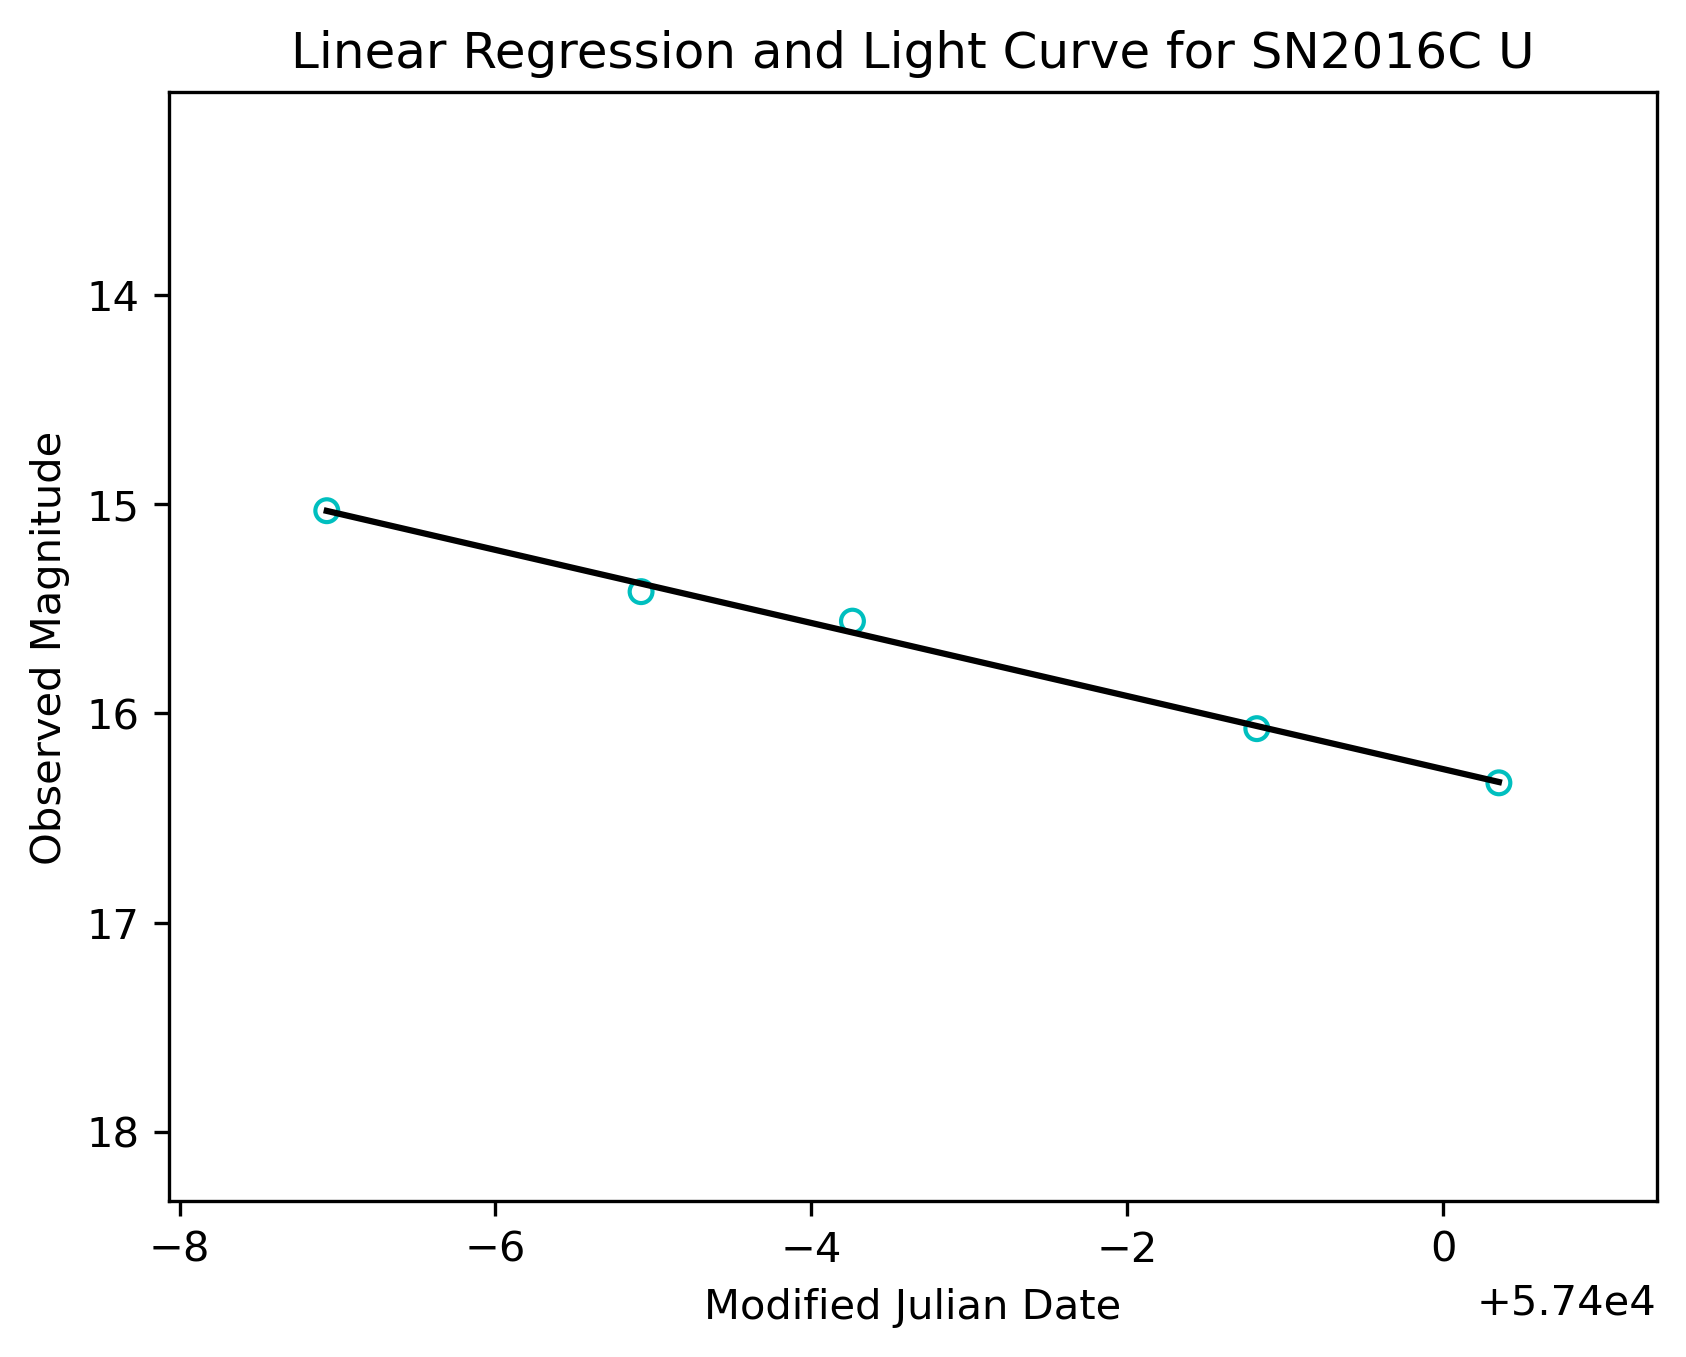 Linear Regression and Light Curve for SN2016C U
Observed Magnitude
14
15
16
17
18
−8
−6
−4
−2
0
Modified Julian Date
+5.74e4